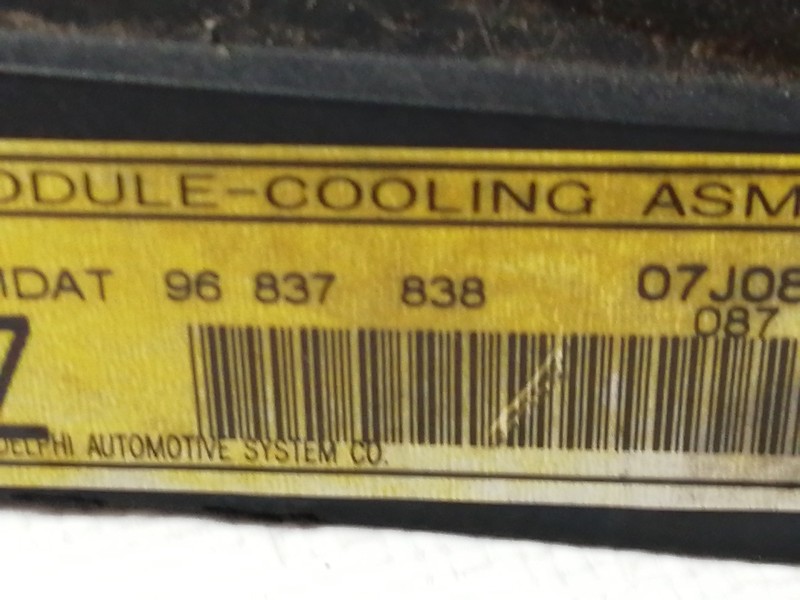 ODULE-COOLING ASM
MDAT 96 837 838 07J08
087
Z
DELPHI AUTOMOTIVE SYSTEM CO.